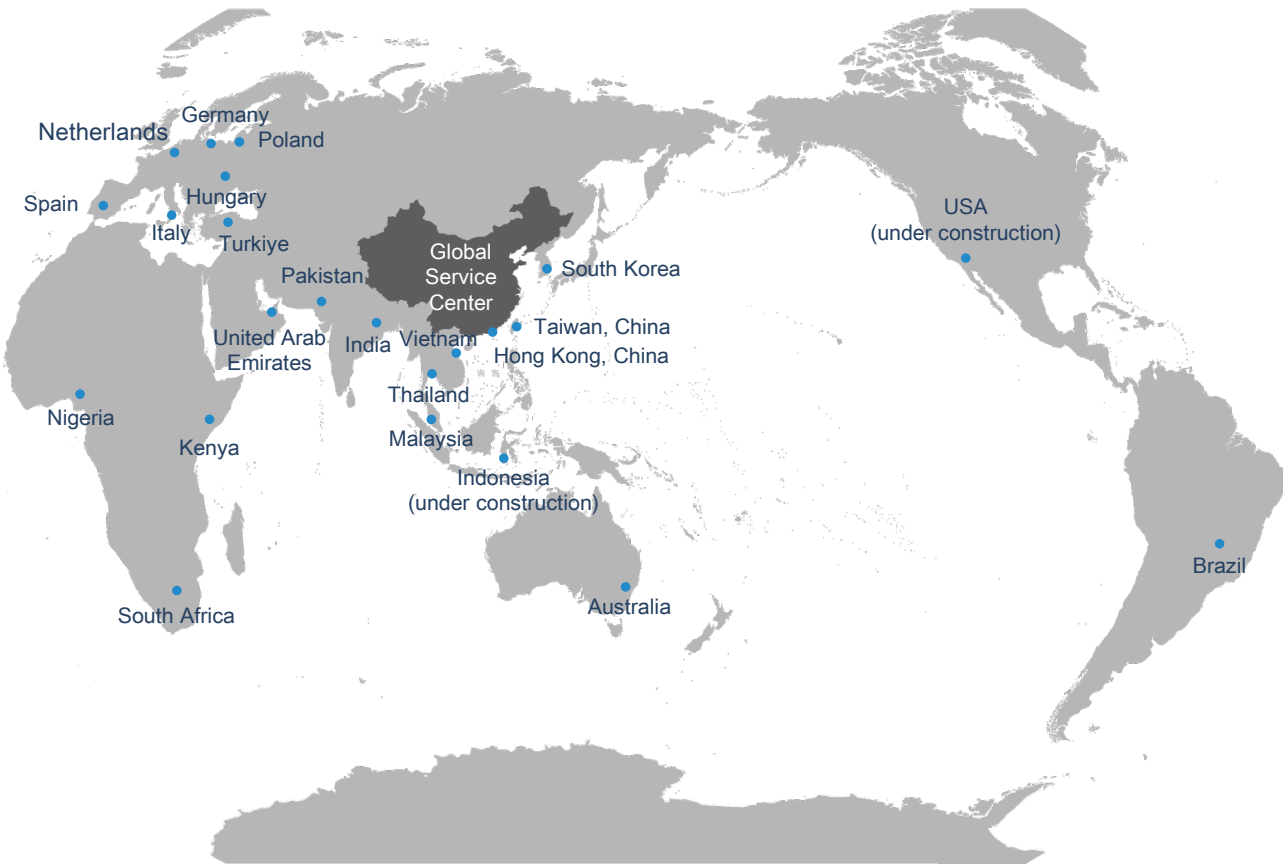 Germany
Netherlands
Poland
Spain
Hungary
Italy
Turkiye
USA
(under construction)
Global
Service
Center
South Korea
Pakistan
United Arab
Emirates
India
Vietnam
Taiwan, China
Hong Kong, China
Thailand
Nigeria
Kenya
Malaysia
Indonesia
(under construction)
Brazil
South Africa
Australia